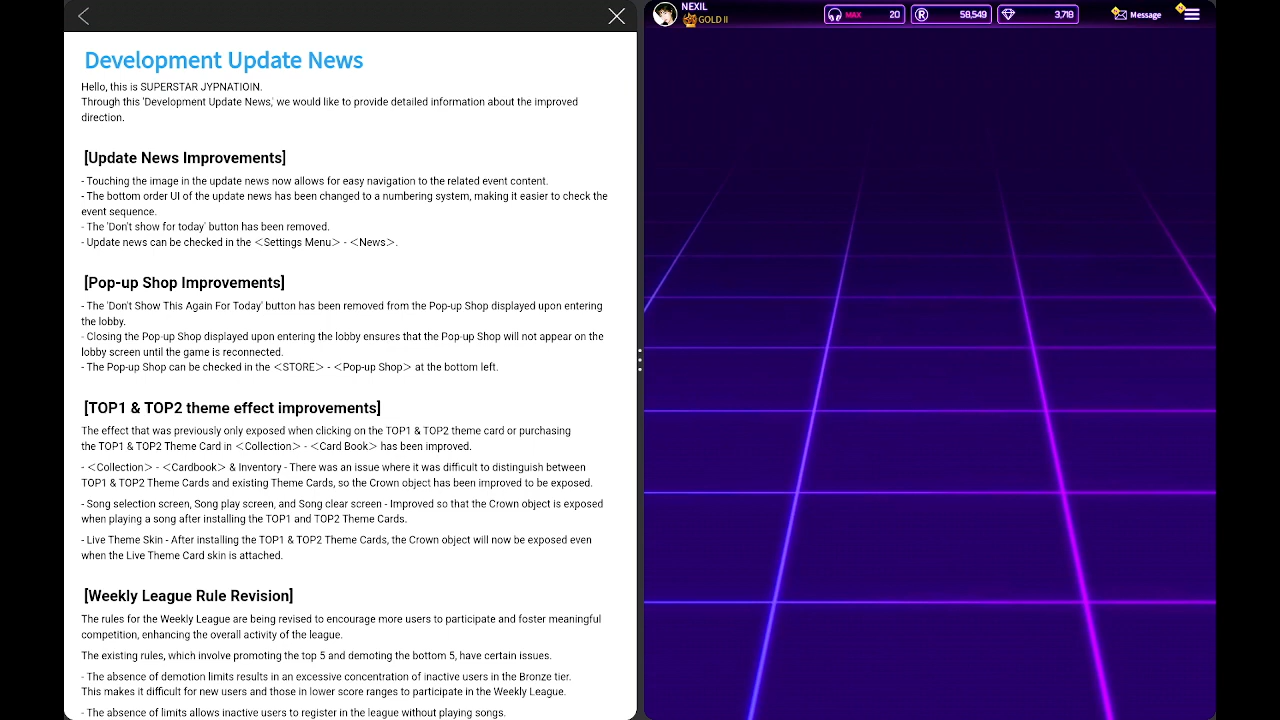 Development Update News
Hello, this is SUPERSTAR JYPNATIOIN.
Through this 'Development Update News,' we would like to provide detailed information about the improved
direction.
[Update News Improvements]
- Touching the image in the update news now allows for easy navigation to the related event content.
- The bottom order UI of the update news has been changed to a numbering system, making it easier to check the
event sequence.
- The 'Don't show for today' button has been removed.
- Update news can be checked in the <Settings Menu> - <News>.
[Pop-up Shop Improvements]
- The 'Don't Show This Again For Today' button has been removed from the Pop-up Shop displayed upon entering
the lobby.
- Closing the Pop-up Shop displayed upon entering the lobby ensures that the Pop-up Shop will not appear on the
lobby screen until the game is reconnected.
- The Pop-up Shop can be checked in the <STORE> - <Pop-up Shop> at the bottom left.
[TOP1 & TOP2 theme effect improvements]
The effect that was previously only exposed when clicking on the TOP1 & TOP2 theme card or purchasing
the TOP1 & TOP2 Theme Card in <Collection> - <Card Book> has been improved.
- <Collection> - <Cardbook> & Inventory - There was an issue where it was difficult to distinguish between
TOP1 & TOP2 Theme Cards and existing Theme Cards, so the Crown object has been improved to be exposed.
- Song selection screen, Song play screen, and Song clear screen - Improved so that the Crown object is exposed
when playing a song after installing the TOP1 and TOP2 Theme Cards.
- Live Theme Skin - After installing the TOP1 & TOP2 Theme Cards, the Crown object will now be exposed even
when the Live Theme Card skin is attached.
[Weekly League Rule Revision]
The rules for the Weekly League are being revised to encourage more users to participate and foster meaningful
competition, enhancing the overall activity of the league.
The existing rules, which involve promoting the top 5 and demoting the bottom 5, have certain issues.
- The absence of demotion limits results in an excessive concentration of inactive users in the Bronze tier.
This makes it difficult for new users and those in lower score ranges to participate in the Weekly League.
- The absence of limits allows inactive users to register in the league without playing songs.
NEXIL
GOLD II
MAX 20
R 58,549
3,718
Message